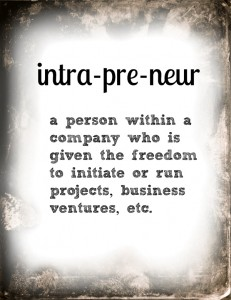 intra-pre-neur
a person within a
company who is
given the freedom
to initiate or run
projects, business
ventures, etc.